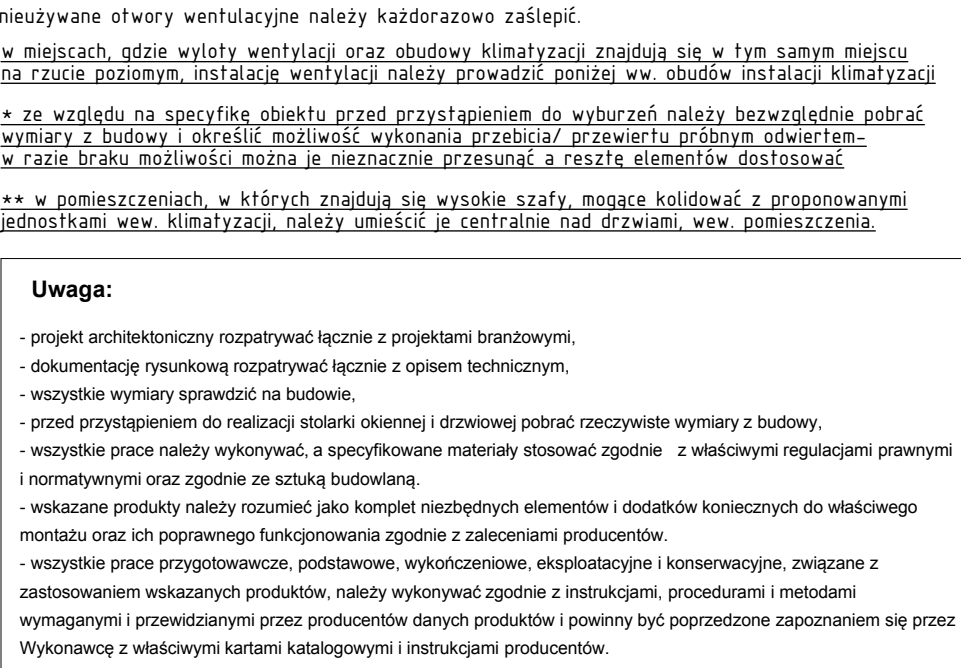 nieużywane otwory wentulacyjne należy każdorazowo zaślepić.
w miejscach, gdzie wyloty wentylacji oraz obudowy klimatyzacji znajdują się w tym samym miejscu
na rzucie poziomym, instalację wentylacji należy prowadzić poniżej ww. obudów instalacji klimatyzacji
* ze względu na specyfikę obiektu przed przystąpieniem do wyburzeń należy bezwzględnie pobrać
wymiary z budowy i określić możliwość wykonania przebicia/ przewiertu próbnym odwiertem-
w razie braku możliwości można je nieznacznie przesunąć a resztę elementów dostosować
** w pomieszczeniach, w których znajdują się wysokie szafy, mogące kolidować z proponowanymi
jednostkami wew. klimatyzacji, należy umieścić je centralnie nad drzwiami, wew. pomieszczenia.
Uwaga:
- projekt architektoniczny rozpatrywać łącznie z projektami branżowymi,
- dokumentację rysunkową rozpatrywać łącznie z opisem technicznym,
- wszystkie wymiary sprawdzić na budowie,
- przed przystąpieniem do realizacji stolarki okiennej i drzwiowej pobrać rzeczywiste wymiary z budowy,
- wszystkie prace należy wykonywać, a specyfikowane materiały stosować zgodnie z właściwymi regulacjami prawnymi
i normatywnymi oraz zgodnie ze sztuką budowlaną.
- wskazane produkty należy rozumieć jako komplet niezbędnych elementów i dodatków koniecznych do właściwego
montażu oraz ich poprawnego funkcjonowania zgodnie z zaleceniami producentów.
- wszystkie prace przygotowawcze, podstawowe, wykończeniowe, eksploatacyjne i konserwacyjne, związane z
zastosowaniem wskazanych produktów, należy wykonywać zgodnie z instrukcjami, procedurami i metodami
wymaganymi i przewidzianymi przez producentów danych produktów i powinny być poprzedzone zapoznaniem się przez
Wykonawcę z właściwymi kartami katalogowymi i instrukcjami producentów.